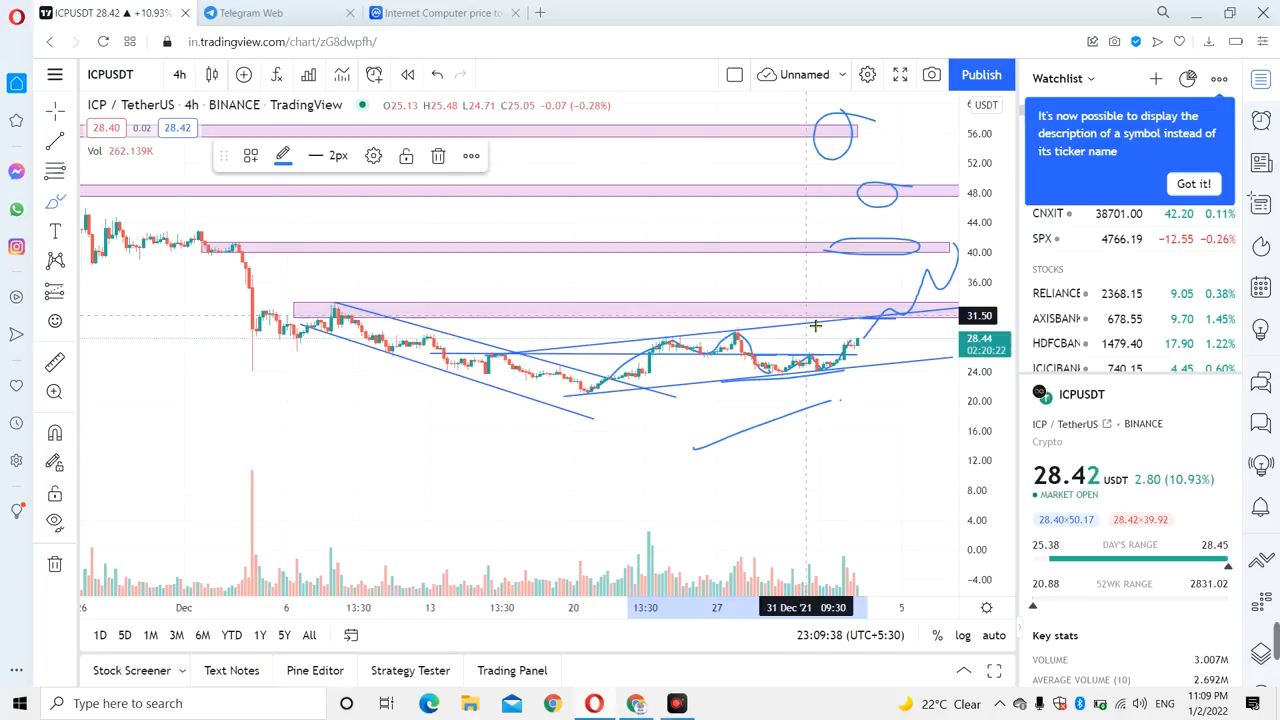 ICPUSDT 28.42 ▲ +10.93%
Telegram Web
Internet Computer price to
in.tradingview.com/chart/zG8dwpfh/
ICPUSDT
4h
Unnamed
Publish
Watchlist
ICP / TetherUS • 4h • BINANCE • TradingView
O25.13 H25.48 L24.71 C25.05 -0.07 (-0.28%)
28.40
0.02
28.42
Vol 262.139K
2px
USDT
56.00
52.00
48.00
44.00
40.00
36.00
31.50
28.44
02:20:22
24.00
20.00
16.00
12.00
8.00
4.00
0.00
−4.00
It's now possible to display the
description of a symbol instead of
its ticker name
Got it!
CNXIT 38701.00 42.20 0.11%
SPX 4766.19 −12.55 −0.26%
STOCKS
RELIANCE 2368.15 9.05 0.38%
AXISBANK 678.55 9.70 1.45%
HDFCBAN 1479.40 17.90 1.22%
ICICIBANK 740.15 4.45 0.60%
ICPUSDT
ICP / TetherUS BINANCE
Crypto
28.42 USDT 2.80 (10.93%)
MARKET OPEN
28.40×50.17
28.42×39.92
25.38 DAY'S RANGE 28.45
20.88 52WK RANGE 2831.02
Key stats
VOLUME 3.007M
AVERAGE VOLUME (10) 2.692M
26
Dec
6
13:30
13
13:30
20
13:30
27
31 Dec '21 09:30
5
1D
5D
1M
3M
6M
YTD
1Y
5Y
All
23:09:38 (UTC+5:30)
%
log
auto
Stock Screener
Text Notes
Pine Editor
Strategy Tester
Trading Panel
Type here to search
22°C Clear
ENG
11:09 PM
1/2/2022